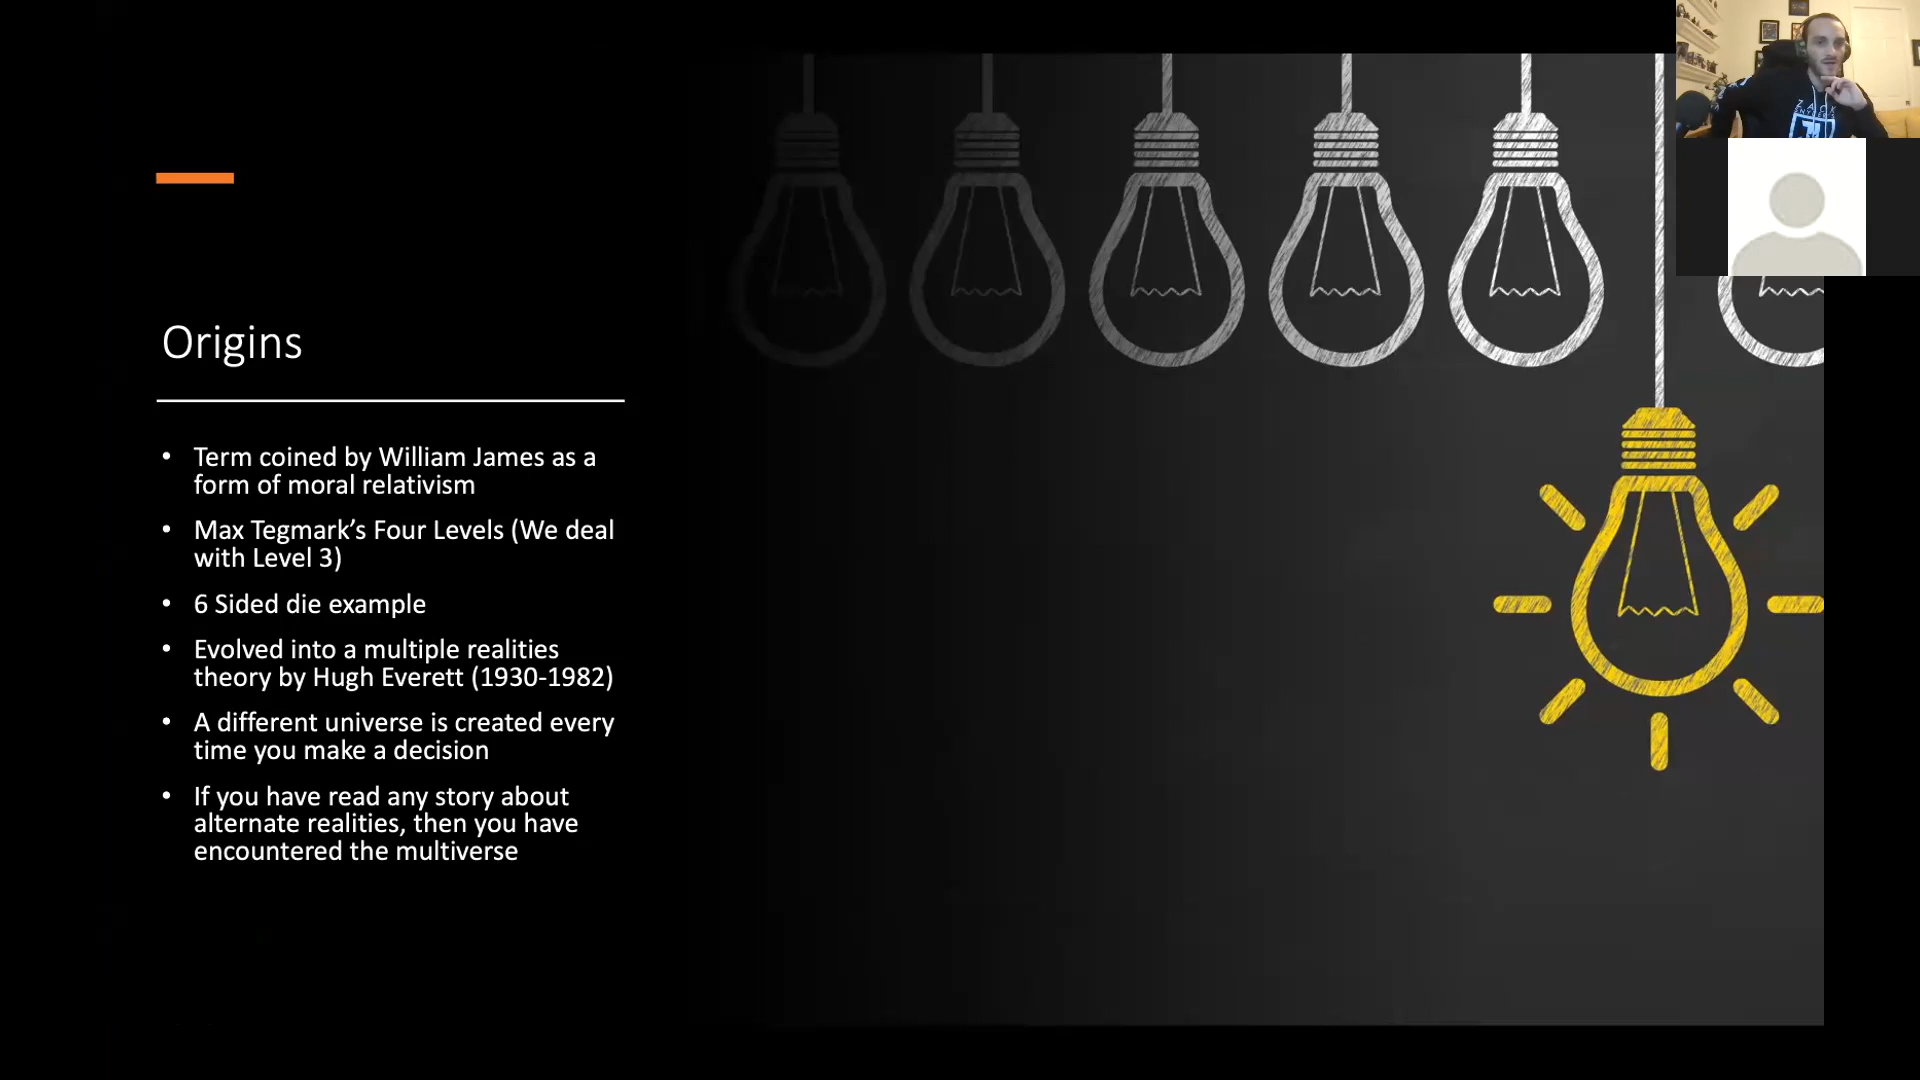 Origins
• Term coined by William James as a
form of moral relativism
• Max Tegmark’s Four Levels (We deal
with Level 3)
• 6 Sided die example
• Evolved into a multiple realities
theory by Hugh Everett (1930-1982)
• A different universe is created every
time you make a decision
• If you have read any story about
alternate realities, then you have
encountered the multiverse
ZACK